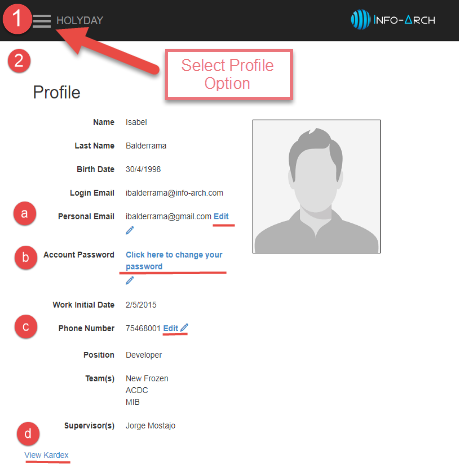 1 HOLYDAY INFO-ARCH
2 Select Profile
Option
Profile
Name Isabel
Last Name Balderrama
Birth Date 30/4/1998
Login Email ibalderrama@info-arch.com
a Personal Email ibalderrama@gmail.com Edit
b Account Password Click here to change your
password
Work Initial Date 2/5/2015
c Phone Number 75468001 Edit
Position Developer
Team(s) New Frozen
ACDC
MIB
Supervisor(s) Jorge Mostajo
d
View Kardex